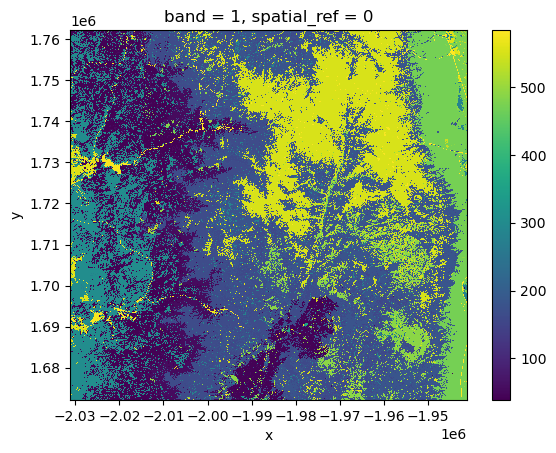 band = 1, spatial_ref = 0
1e6
1.76
1.75
1.74
1.73
1.72
1.71
1.70
1.69
1.68
y
−2.03 −2.02 −2.01 −2.00 −1.99 −1.98 −1.97 −1.96 −1.95
x
1e6
500
400
300
200
100